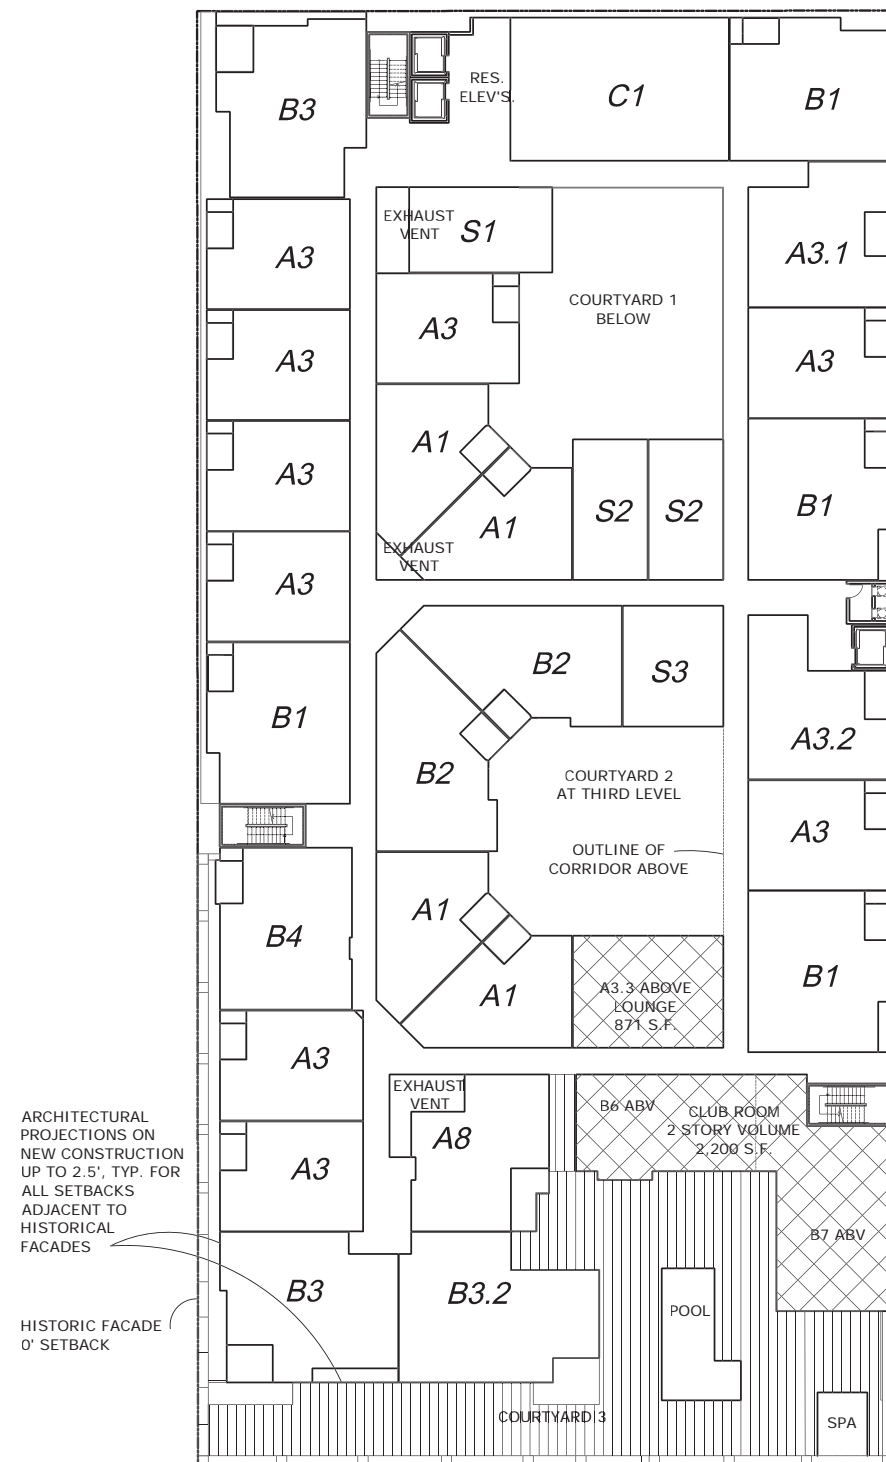 RES.
ELEV'S.
B3
C1
B1
EXHAUST
VENT
S1
A3
A3.1
COURTYARD 1
BELOW
A3
A3
A3
A1
A3
B1
S2
S2
A1
EXHAUST
VENT
A3
B2
S3
B1
A3.2
B2
COURTYARD 2
AT THIRD LEVEL
A3
OUTLINE OF
CORRIDOR ABOVE
A1
B4
B1
A1
A3.3 ABOVE
LOUNGE
871 S.F.
A3
EXHAUST
VENT
A8
B6 ABV
CLUB ROOM
2 STORY VOLUME
2,200 S.F.
ARCHITECTURAL
PROJECTIONS ON
NEW CONSTRUCTION
UP TO 2.5', TYP. FOR
ALL SETBACKS
ADJACENT TO
HISTORICAL
FACADES
A3
B7 ABV
B3
B3.2
POOL
HISTORIC FACADE
0' SETBACK
COURTYARD 3
SPA